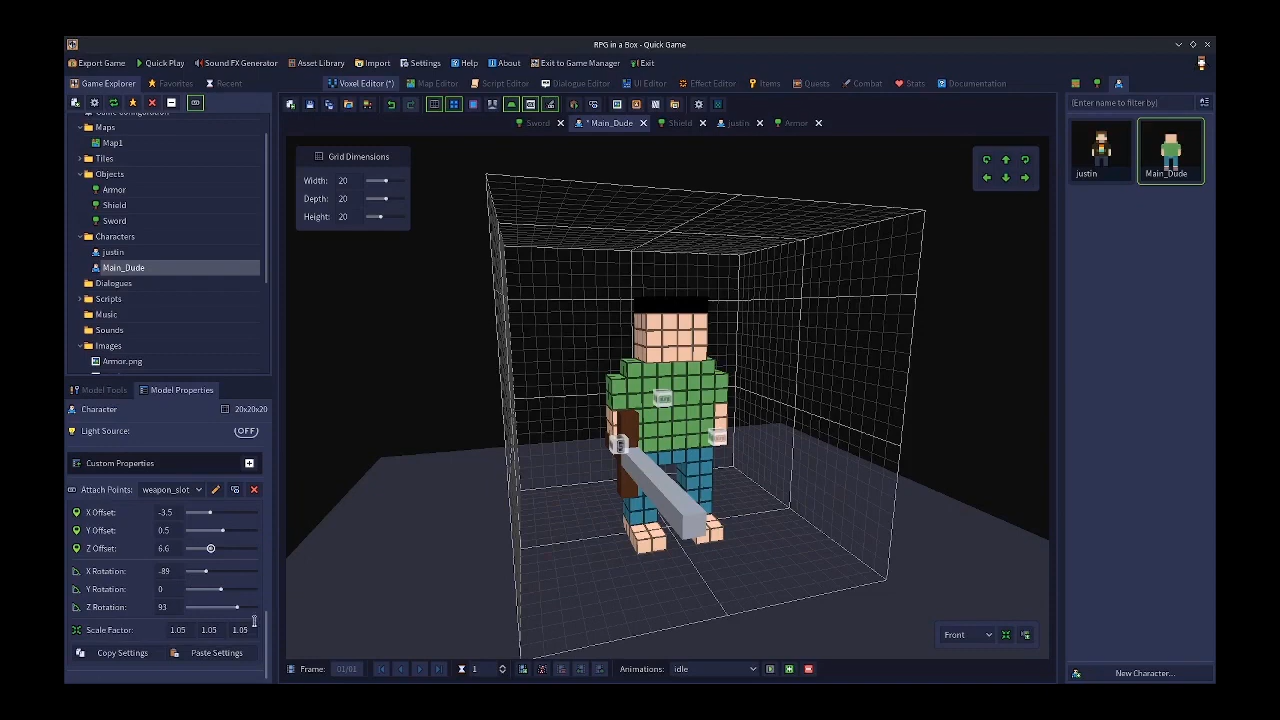 RPG in a Box - Quick Game
Export Game Quick Play Sound FX Generator Asset Library Import Settings Help About Exit to Game Manager Exit
Game Explorer Favorites Recent Voxel Editor (*) Map Editor Script Editor Dialogue Editor UI Editor Effect Editor Items Quests Combat Stats Documentation
(Enter name to filter by)
Sword * Main_Dude Shield justin Armor
Game Configuration
Maps
Map1
Tiles
Objects
Armor
Shield
Sword
Characters
justin
Main_Dude
Dialogues
Scripts
Music
Sounds
Images
Armor.png
Grid Dimensions
Width: 20
Depth: 20
Height: 20
justin
Main_Dude
Model Tools Model Properties
Character 20x20x20
Light Source: (OFF)
Custom Properties
Attach Points: weapon_slot
X Offset: -3.5
Y Offset: 0.5
Z Offset: 6.6
X Rotation: -89
Y Rotation: 0
Z Rotation: 93
Scale Factor: 1.05 1.05 1.05
Copy Settings Paste Settings
Front
Frame: 01/01 1 Animations: idle
New Character...